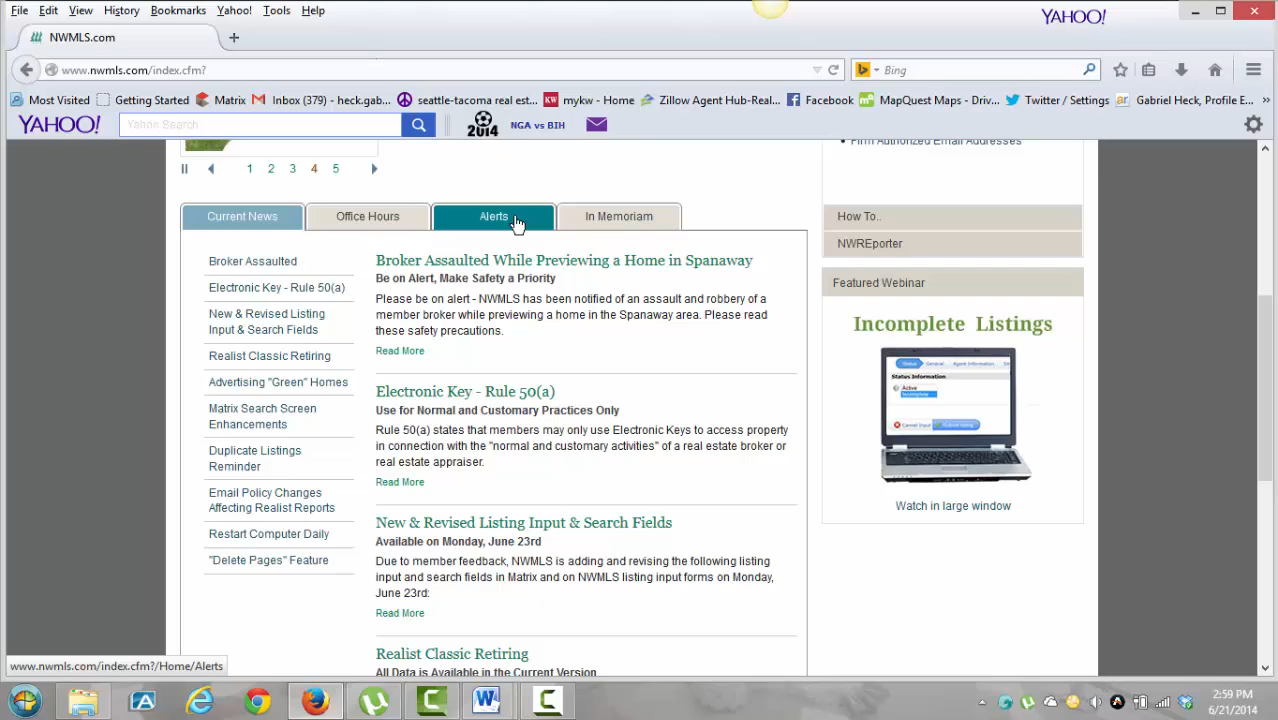 File Edit View History Bookmarks Yahoo! Tools Help
YAHOO!
NWMLS.com
www.nwmls.com/index.cfm?
Bing
Most Visited Getting Started Matrix Inbox (379) - heck.gab... seattle-tacoma real est... mykw - Home Zillow Agent Hub-Real... Facebook MapQuest Maps - Driv... Twitter / Settings Gabriel Heck, Profile E... »
YAHOO! Yahoo Search 2014 NGA vs BIH
Firm Authorized Email Addresses
1 2 3 4 5
Current News Office Hours Alerts In Memoriam
How To..
NWREporter
Featured Webinar
Incomplete Listings
Status Information
Active
Incomplete
Cancel Input
Watch in large window
Broker Assaulted
Electronic Key - Rule 50(a)
New & Revised Listing
Input & Search Fields
Realist Classic Retiring
Advertising "Green" Homes
Matrix Search Screen
Enhancements
Duplicate Listings
Reminder
Email Policy Changes
Affecting Realist Reports
Restart Computer Daily
"Delete Pages" Feature
Broker Assaulted While Previewing a Home in Spanaway
Be on Alert, Make Safety a Priority
Please be on alert - NWMLS has been notified of an assault and robbery of a
member broker while previewing a home in the Spanaway area. Please read
these safety precautions.
Read More
Electronic Key - Rule 50(a)
Use for Normal and Customary Practices Only
Rule 50(a) states that members may only use Electronic Keys to access property
in connection with the "normal and customary activities" of a real estate broker or
real estate appraiser.
Read More
New & Revised Listing Input & Search Fields
Available on Monday, June 23rd
Due to member feedback, NWMLS is adding and revising the following listing
input and search fields in Matrix and on NWMLS listing input forms on Monday,
June 23rd:
Read More
Realist Classic Retiring
All Data is Available in the Current Version
www.nwmls.com/index.cfm?/Home/Alerts
2:59 PM
6/21/2014